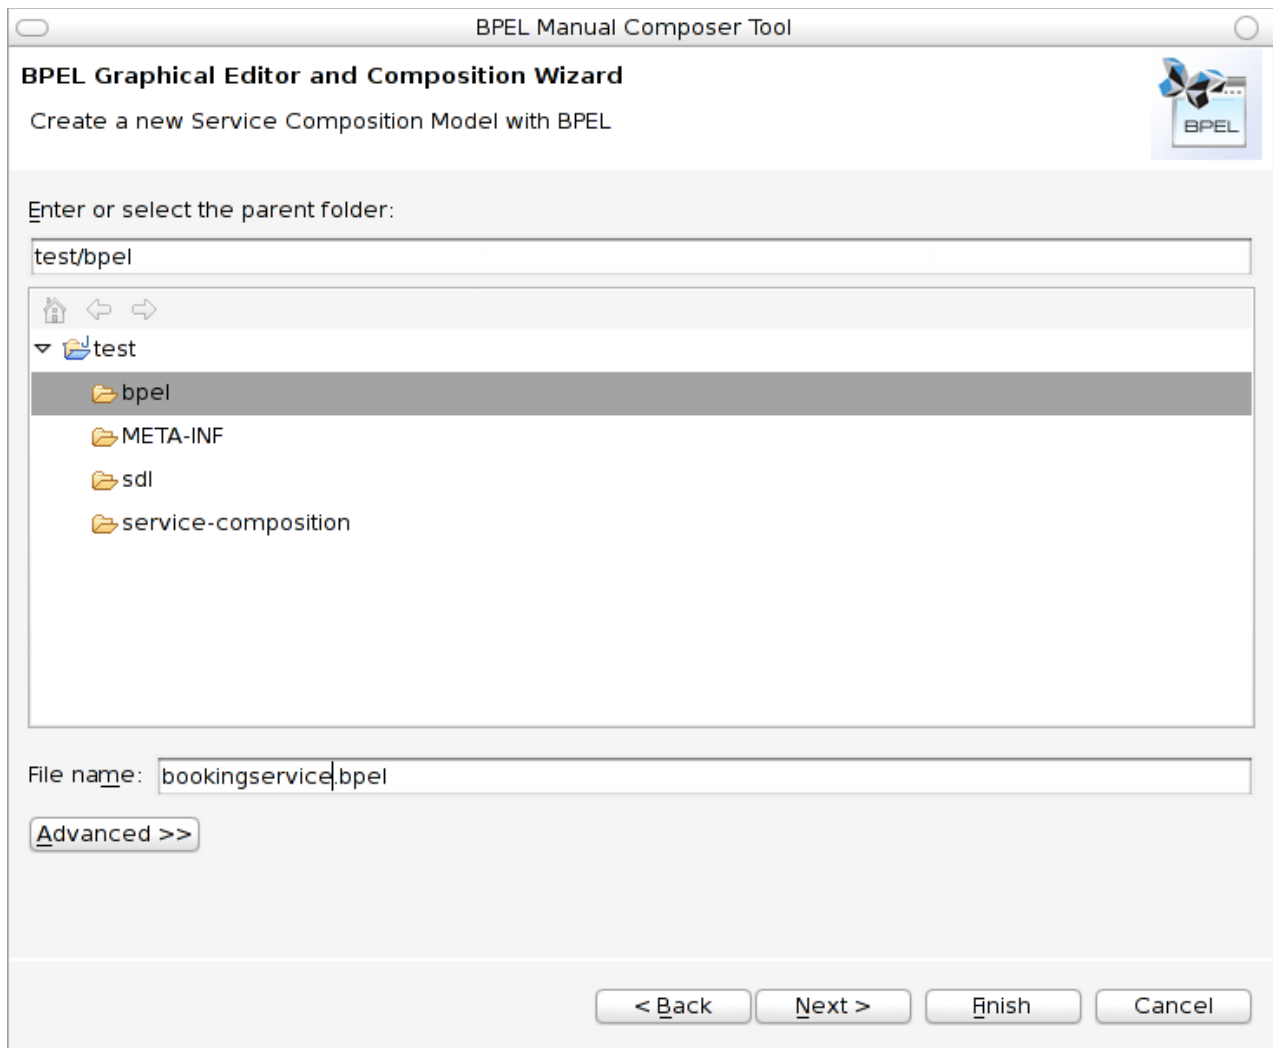 BPEL Manual Composer Tool
BPEL Graphical Editor and Composition Wizard
Create a new Service Composition Model with BPEL
BPEL
Enter or select the parent folder:
test/bpel
test
bpel
META-INF
sdl
service-composition
File name: bookingservice.bpel
Advanced >>
< Back Next > Finish Cancel